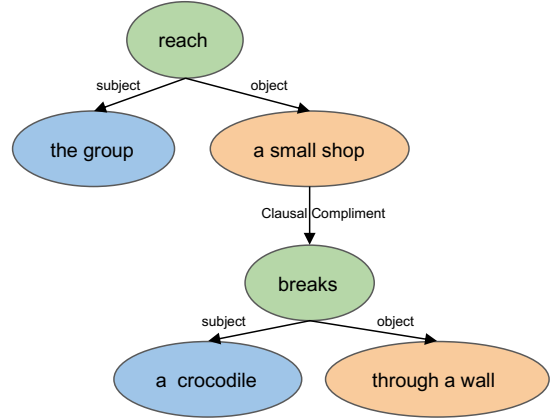 reach
subject
object
the group
a small shop
Clausal Compliment
breaks
subject
object
a crocodile
through a wall